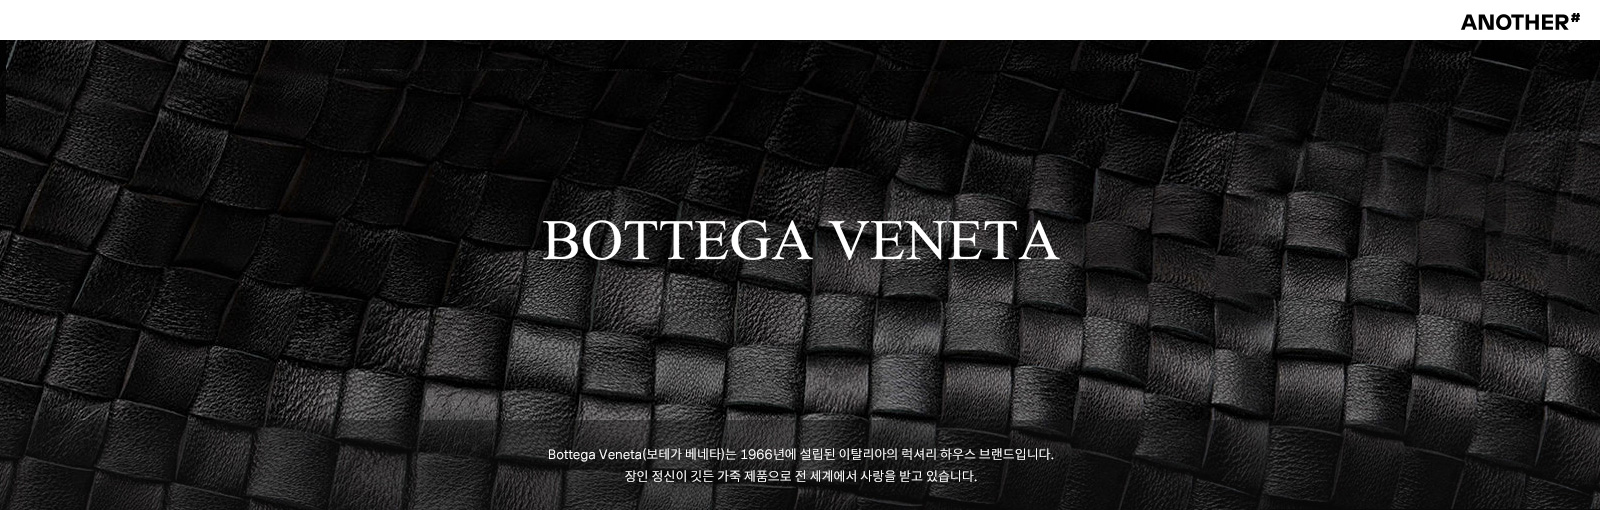 ANOTHER#
BOTTEGA VENETA
Bottega Veneta(보테가 베네타)는 1966년에 설립된 이탈리아의 럭셔리 하우스 브랜드입니다.
장인 정신이 깃든 가죽 제품으로 전 세계에서 사랑을 받고 있습니다.